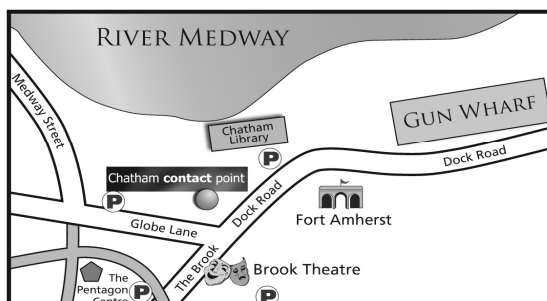 RIVER MEDWAY
Medway Street
GUN WHARF
Chatham
Library
P
Dock Road
Chatham contact point
P
Dock Road
Fort Amherst
Globe Lane
The Brook
Brook Theatre
The
Pentagon
Centre
P
P